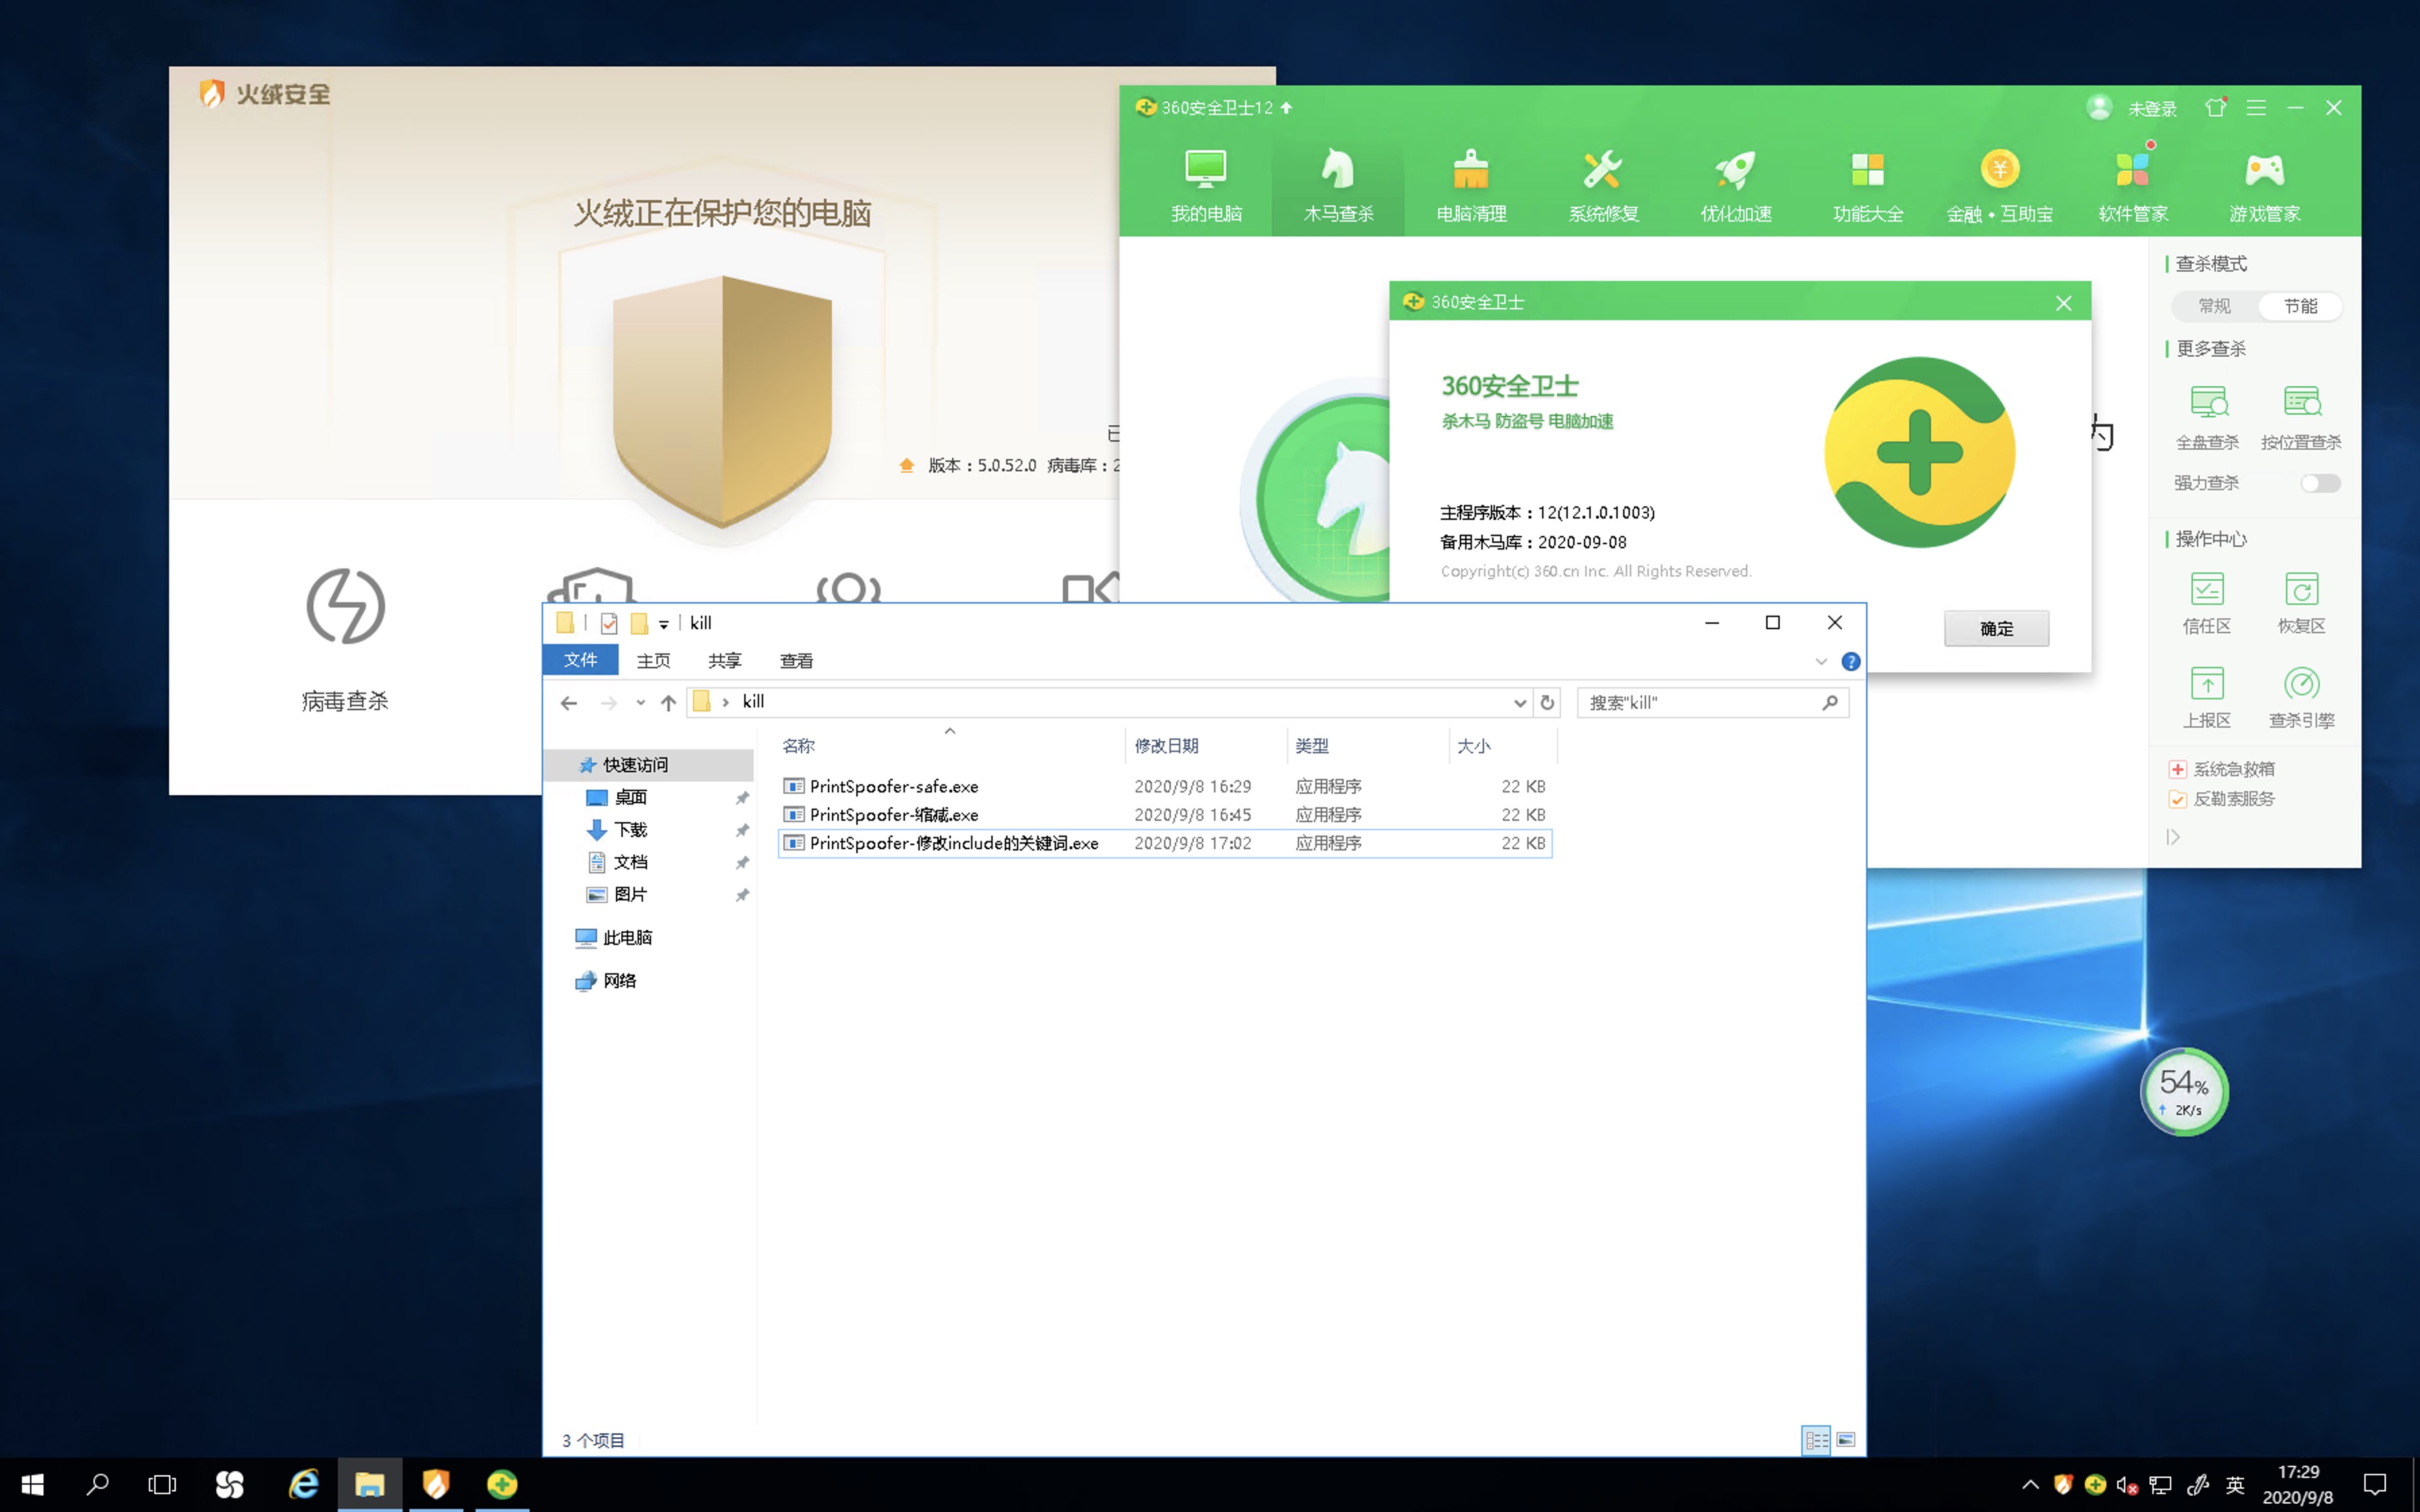 火绒安全
火绒正在保护您的电脑
版本：5.0.52.0 病毒库：2
病毒查杀
360安全卫士12
未登录
我的电脑
木马查杀
电脑清理
系统修复
优化加速
功能大全
金融•互助宝
软件管家
游戏管家
查杀模式
常规
节能
更多查杀
全盘查杀
按位置查杀
强力查杀
操作中心
信任区
恢复区
上报区
查杀引擎
系统急救箱
反勒索服务
360安全卫士
360安全卫士
杀木马 防盗号 电脑加速
主程序版本：12(12.1.0.1003)
备用木马库：2020-09-08
Copyright(c) 360.cn Inc. All Rights Reserved.
确定
kill
文件
主页
共享
查看
kill
搜索"kill"
名称
修改日期
类型
大小
PrintSpoofer-safe.exe 2020/9/8 16:29 应用程序 22 KB
PrintSpoofer-缩减.exe 2020/9/8 16:45 应用程序 22 KB
PrintSpoofer-修改include的关键词.exe 2020/9/8 17:02 应用程序 22 KB
快速访问
桌面
下载
文档
图片
此电脑
网络
3 个项目
54%
2K/s
英
17:29
2020/9/8